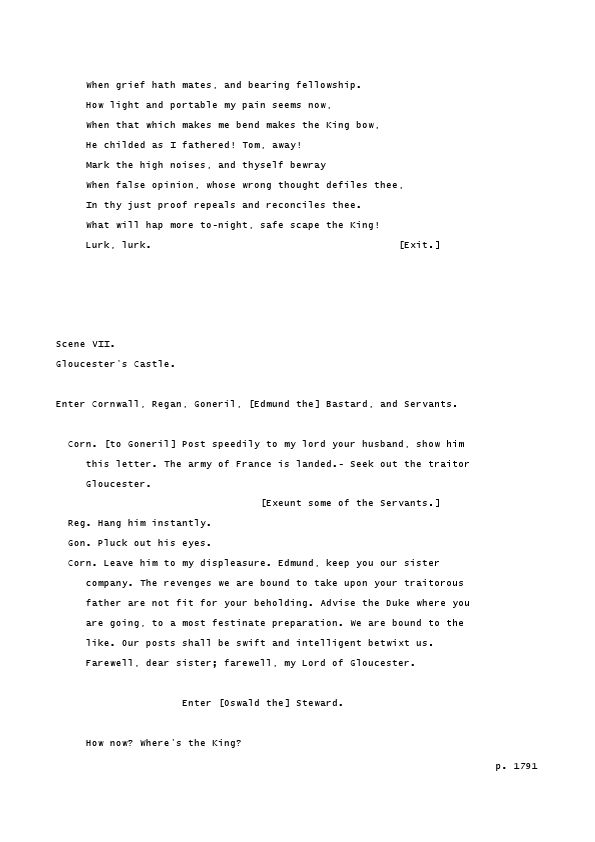 When grief hath mates, and bearing fellowship.
How light and portable my pain seems now,
When that which makes me bend makes the King bow,
He childed as I fathered! Tom, away!
Mark the high noises, and thyself bewray
When false opinion, whose wrong thought defiles thee,
In thy just proof repeals and reconciles thee.
What will hap more to-night, safe scape the King!
Lurk, lurk. [Exit.]
Scene VII.
Gloucester's Castle.
Enter Cornwall, Regan, Goneril, [Edmund the] Bastard, and Servants.
Corn. [to Goneril] Post speedily to my lord your husband, show him
this letter. The army of France is landed.- Seek out the traitor
Gloucester.
[Exeunt some of the Servants.]
Reg. Hang him instantly.
Gon. Pluck out his eyes.
Corn. Leave him to my displeasure. Edmund, keep you our sister
company. The revenges we are bound to take upon your traitorous
father are not fit for your beholding. Advise the Duke where you
are going, to a most festinate preparation. We are bound to the
like. Our posts shall be swift and intelligent betwixt us.
Farewell, dear sister; farewell, my Lord of Gloucester.
Enter [Oswald the] Steward.
How now? Where's the King?
p. 1791